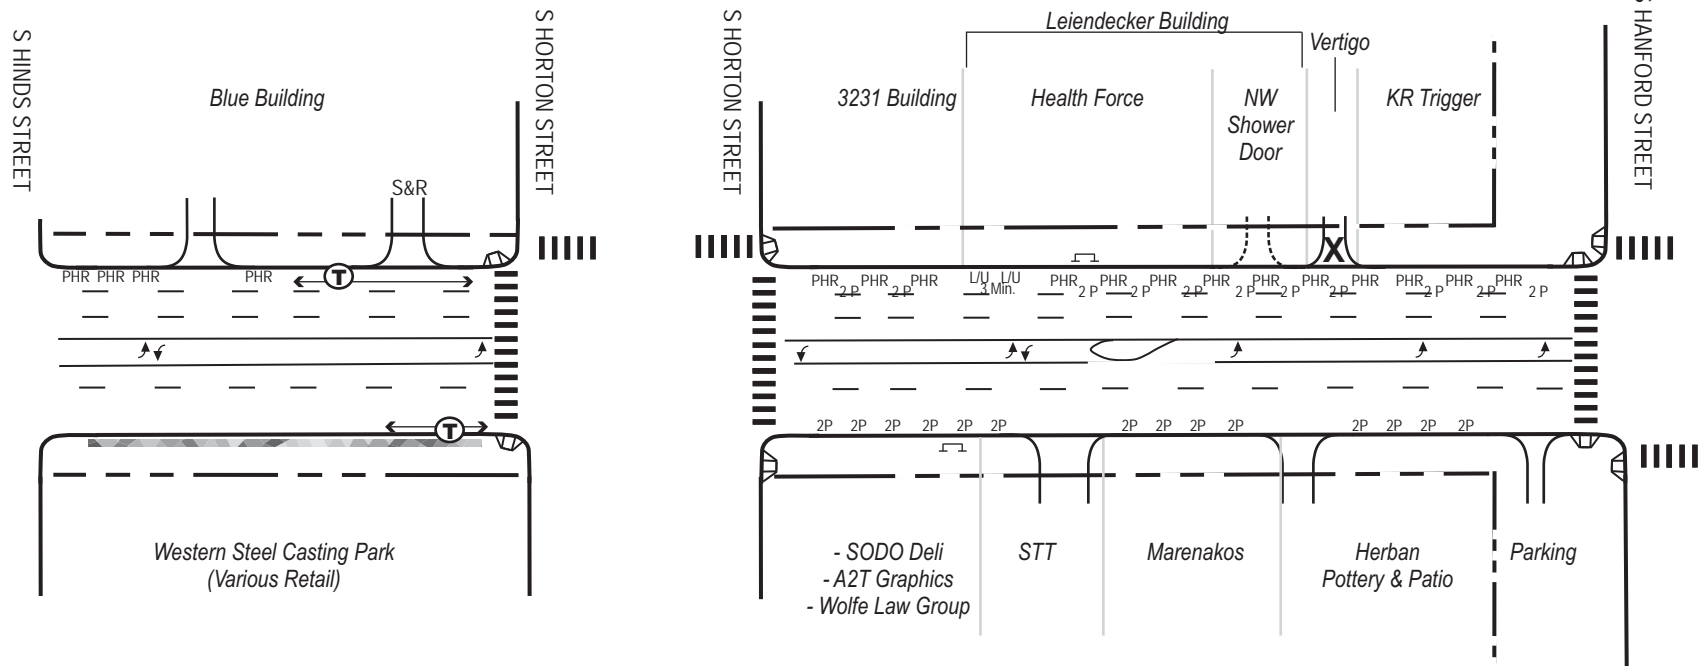 S HINDS STREET
Blue Building
S HORTON STREET
S&R
PHR PHR PHR PHR
T
T
Western Steel Casting Park
(Various Retail)
S HORTON STREET
Leiendecker Building
Vertigo
S HANFORD STREET
3231 Building
Health Force
NW
Shower
Door
KR Trigger
X
PHR PHR PHR L/U L/U PHR PHR PHR PHR PHR PHR PHR PHR PHR PHR
2 P 2 P 3 Min. 2 P 2 P 2 P 2 P 2 P 2 P 2 P 2 P 2 P
2P 2P 2P 2P 2P 2P 2P 2P 2P 2P 2P 2P 2P 2P
- SODO Deli
- A2T Graphics
- Wolfe Law Group
STT
Marenakos
Herban
Pottery & Patio
Parking